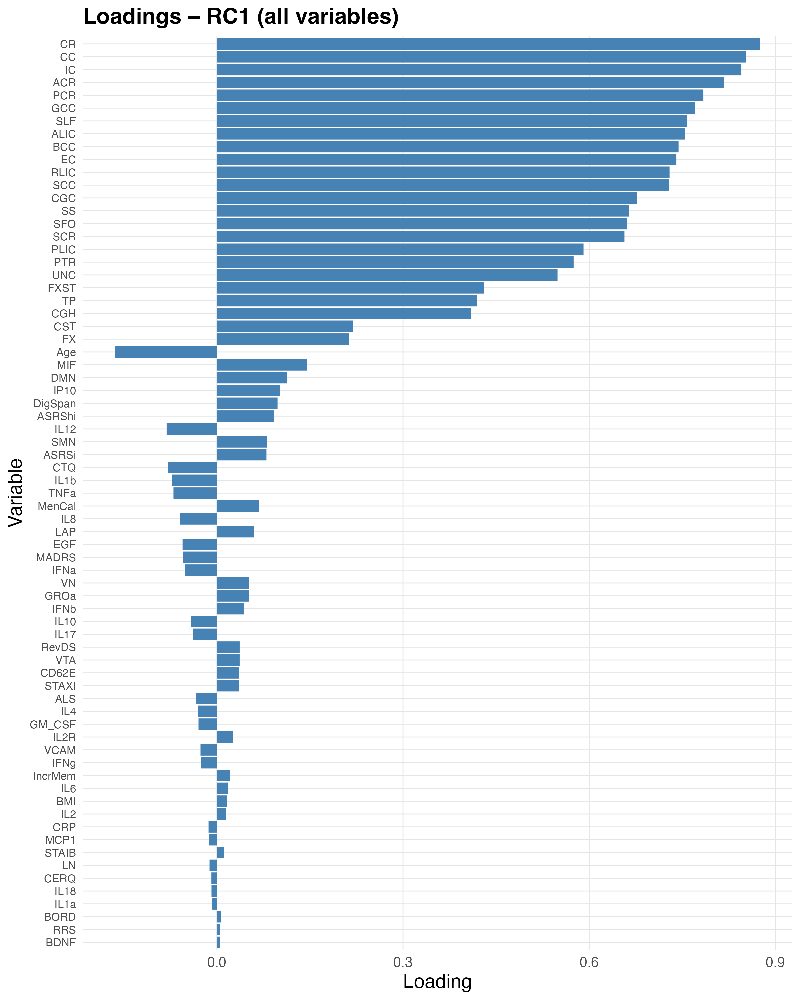 Loadings – RC1 (all variables)
CR
CC
IC
ACR
PCR
GCC
SLF
ALIC
BCC
EC
RLIC
SCC
CGC
SS
SFO
SCR
PLIC
PTR
UNC
FXST
TP
CGH
CST
FX
Age
MIF
DMN
IP10
DigSpan
ASRShi
IL12
SMN
ASRSi
CTQ
IL1b
TNFa
MenCal
IL8
LAP
EGF
MADRS
IFNa
VN
GROa
IFNb
IL10
IL17
RevDS
VTA
CD62E
STAXI
ALS
IL4
GM_CSF
IL2R
VCAM
IFNg
IncrMem
IL6
BMI
IL2
CRP
MCP1
STAIB
LN
CERQ
IL18
IL1a
BORD
RRS
BDNF
Variable
0.0 0.3 0.6 0.9
Loading